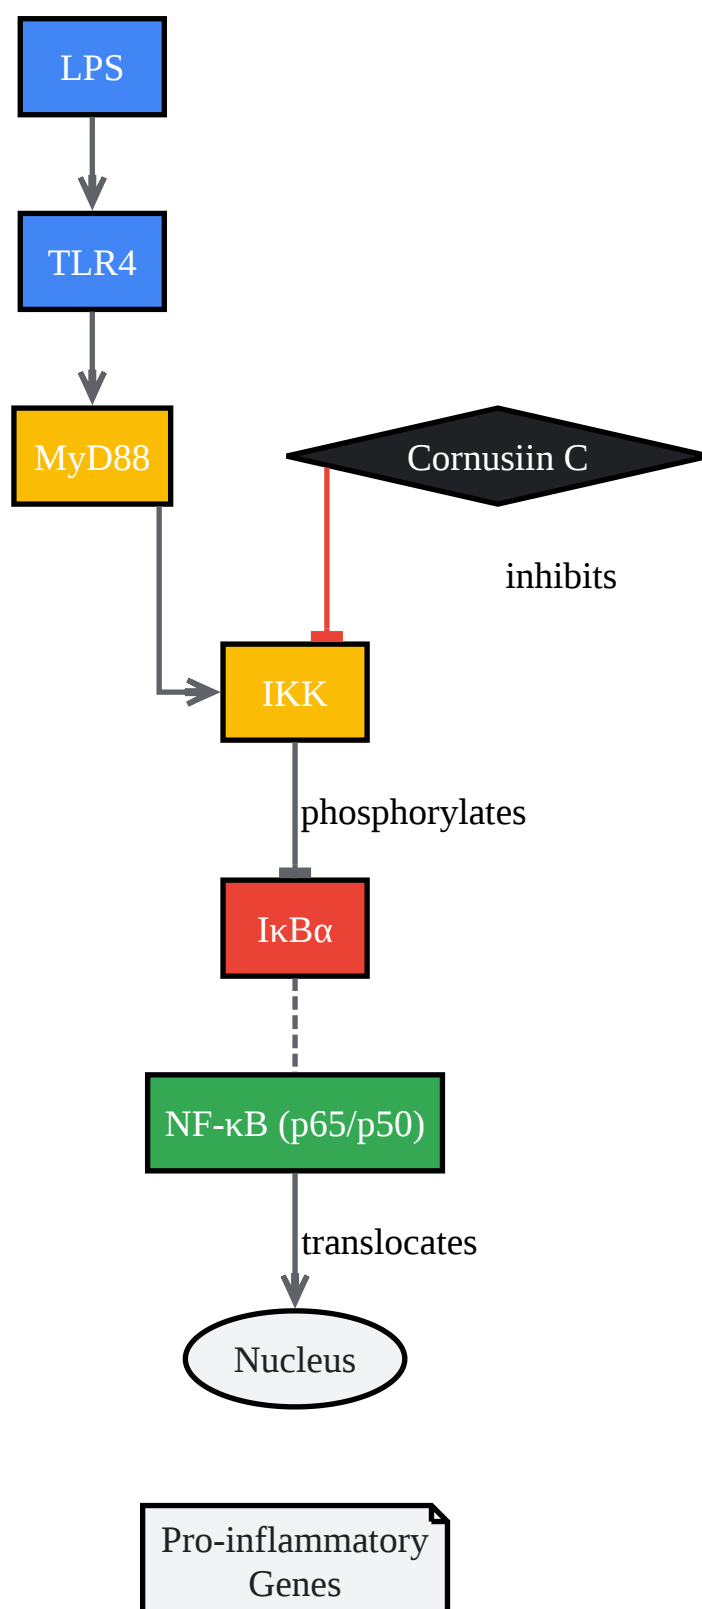 LPS
TLR4
MyD88
Cornusiin C
inhibits
IKK
phosphorylates
IκBα
NF-κB (p65/p50)
translocates
Nucleus
Pro-inflammatory
Genes